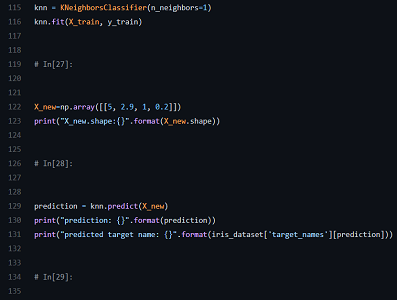 115 knn = KNeighborsClassifier(n_neighbors=1)
116 knn.fit(X_train, y_train)
117
118
119 # In[27]:
120
121
122 X_new=np.array([[5, 2.9, 1, 0.2]])
123 print("X_new.shape:{}".format(X_new.shape))
124
125
126 # In[28]:
127
128
129 prediction = knn.predict(X_new)
130 print("prediction: {}".format(prediction))
131 print("predicted target name: {}".format(iris_dataset['target_names'][prediction]))
132
133
134 # In[29]:
135